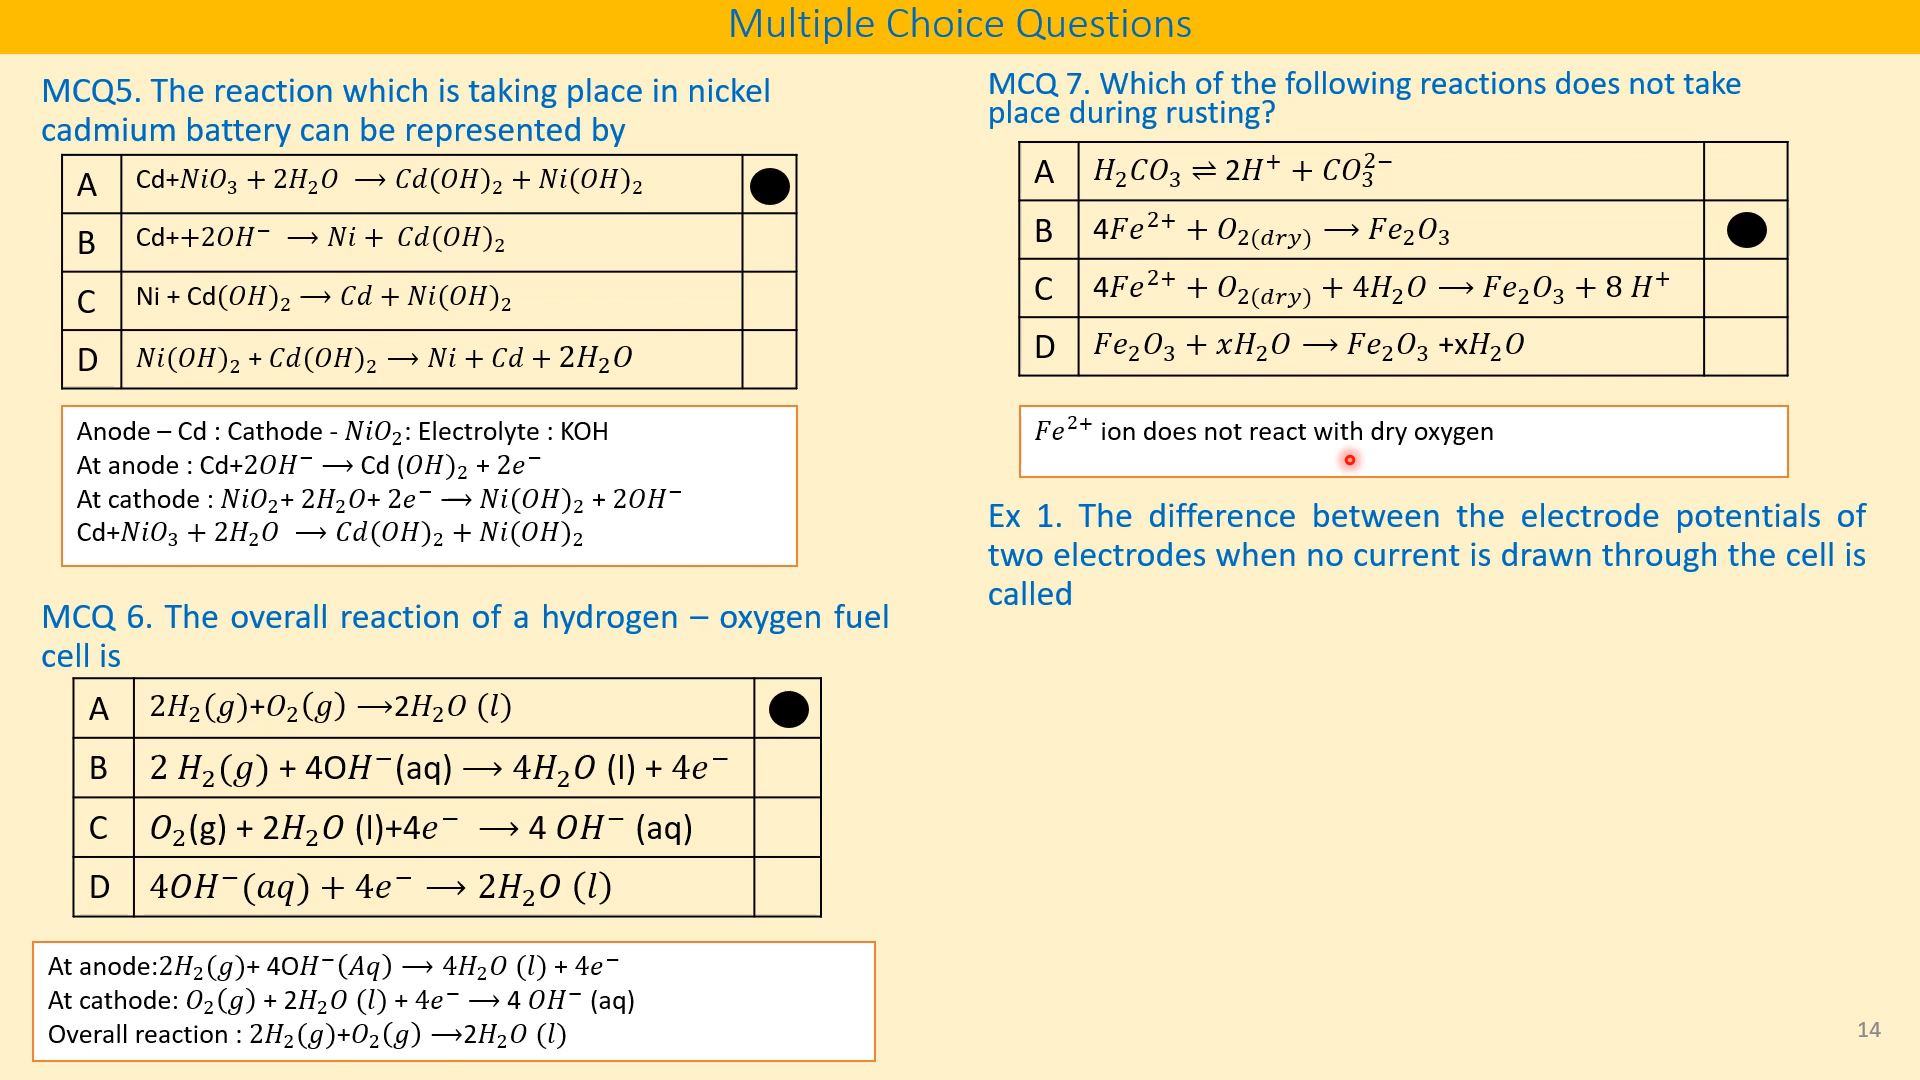 Multiple Choice Questions
MCQ5. The reaction which is taking place in nickel
cadmium battery can be represented by
A Cd+NiO₃ + 2H₂O ⟶ Cd(OH)₂ + Ni(OH)₂
B Cd++2OH⁻ ⟶ Ni + Cd(OH)₂
C Ni + Cd(OH)₂ ⟶ Cd + Ni(OH)₂
D Ni(OH)₂ + Cd(OH)₂ ⟶ Ni + Cd + 2H₂O
Anode – Cd : Cathode - NiO₂: Electrolyte : KOH
At anode : Cd+2OH⁻ ⟶ Cd (OH)₂ + 2e⁻
At cathode : NiO₂+ 2H₂O+ 2e⁻ ⟶ Ni(OH)₂ + 2OH⁻
Cd+NiO₃ + 2H₂O ⟶ Cd(OH)₂ + Ni(OH)₂
MCQ 6. The overall reaction of a hydrogen – oxygen fuel
cell is
A 2H₂(g)+O₂(g) ⟶2H₂O (l)
B 2 H₂(g) + 4OH⁻(aq) ⟶ 4H₂O (l) + 4e⁻
C O₂(g) + 2H₂O (l)+4e⁻ ⟶ 4 OH⁻ (aq)
D 4OH⁻(aq) + 4e⁻ ⟶ 2H₂O (l)
At anode:2H₂(g)+ 4OH⁻(Aq) ⟶ 4H₂O (l) + 4e⁻
At cathode: O₂(g) + 2H₂O (l) + 4e⁻ ⟶ 4 OH⁻ (aq)
Overall reaction : 2H₂(g)+O₂(g) ⟶2H₂O (l)
MCQ 7. Which of the following reactions does not take
place during rusting?
A H₂CO₃ ⇌ 2H⁺ + CO₃²⁻
B 4Fe²⁺ + O₂₍dry₎ ⟶ Fe₂O₃
C 4Fe²⁺ + O₂₍dry₎ + 4H₂O ⟶ Fe₂O₃ + 8 H⁺
D Fe₂O₃ + xH₂O ⟶ Fe₂O₃ +xH₂O
Fe²⁺ ion does not react with dry oxygen
Ex 1. The difference between the electrode potentials of
two electrodes when no current is drawn through the cell is
called
14